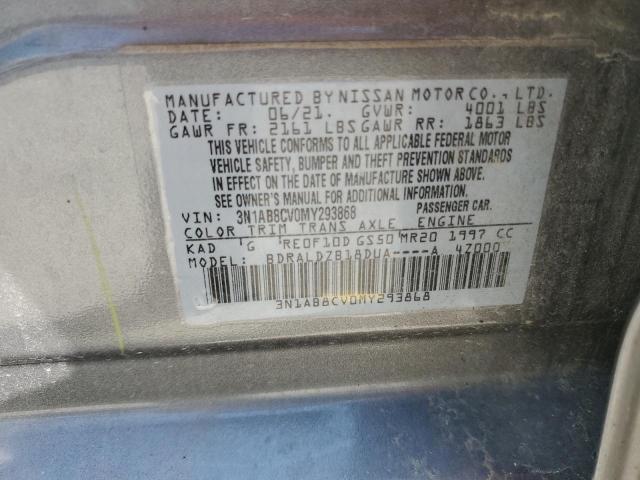 MANUFACTURED BY NISSAN MOTOR CO., LTD.
DATE: 06/21. GVWR: 4001 LBS
GAWR FR: 2161 LBS GAWR RR: 1863 LBS
THIS VEHICLE CONFORMS TO ALL APPLICABLE FEDERAL MOTOR
VEHICLE SAFETY, BUMPER AND THEFT PREVENTION STANDARDS
IN EFFECT ON THE DATE OF MANUFACTURE SHOWN ABOVE.
SEE OWNER'S MANUAL FOR ADDITIONAL INFORMATION.
VIN: 3N1AB8CV0MY293868 PASSENGER CAR.
COLOR TRIM TRANS AXLE ENGINE
KAD G RE0F10D GS50 MR20 1997 CC
MODEL: BDRALDZB18DUA----A 4Z000
3N1AB8CV0MY293868